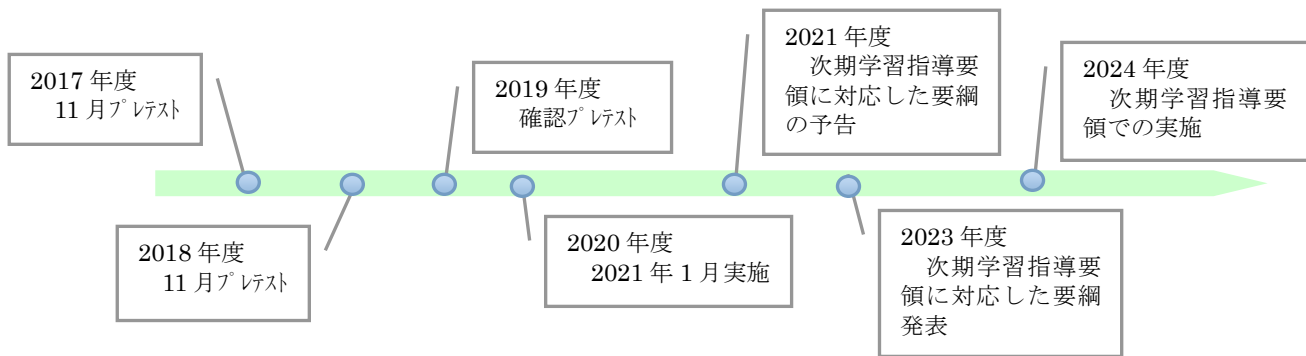 2017 年度
11 月プレテスト
2018 年度
11 月プレテスト
2019 年度
確認プレテスト
2020 年度
2021 年 1 月実施
2021 年度
次期学習指導要
領に対応した要綱
の予告
2023 年度
次期学習指導要
領に対応した要綱
発表
2024 年度
次期学習指導要
領での実施